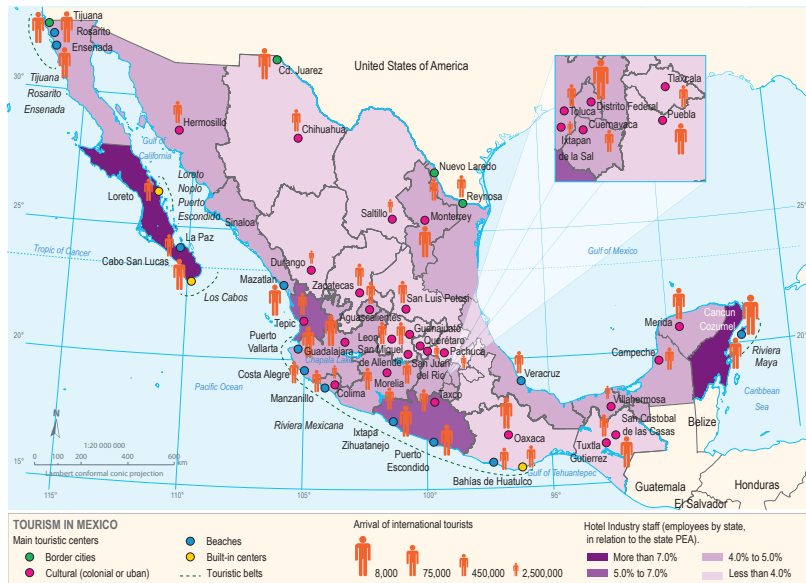 Tijuana
Rosarito
Ensenada
Tijuana
Rosarito
Ensenada
Cd. Juarez
United States of America
Hermosillo
Chihuahua
Gulf of
California
Loreto
Noplo
Puerto
Escondido
Loreto
La Paz
Cabo San Lucas
Los Cabos
Tropic of Cancer
Sinaloa
Nuevo Laredo
Reynosa
Saltillo
Monterrey
Durango
Zacatecas
Mazatlan
San Luis Potosi
Aguascalientes
Tepic
Puerto
Vallarta
Guadalajara
Chapala Lake
Leon
Guanajuato
Querétaro
San Miguel
de Allende
San Juan
del Rio
Pachuca
Costa Alegre
Manzanillo
Colima
Morelia
Taxco
Veracruz
Pacific Ocean
Riviera Mexicana
Ixtapa
Zihuatanejo
Puerto
Escondido
Oaxaca
Bahías de Huatulco
Gulf of Tehuantepec
Gulf of Mexico
Merida
Cancun
Cozumel
Campeche
Riviera
Maya
Caribbean
Sea
Villahermosa
San Cristobal
de las Casas
Tuxtla
Gutierrez
Belize
Guatemala
Honduras
El Salvador
Tlaxcala
Distrito Federal
Toluca
Cuernavaca
Puebla
Ixtapan
de la Sal
30°
25°
20°
15°
25°
20°
15°
115°
110°
105°
100°
95°
N
1:20 000 000
0 100 200 400 600
km
Lambert conformal conic projection
TOURISM IN MEXICO
Main touristic centers
Border cities
Cultural (colonial or uban)
Beaches
Built-in centers
Touristic belts
Arrival of international tourists
8,000
75,000
450,000
2,500,000
Hotel Industry staff (employees by state,
in relation to the state PEA).
More than 7.0%
5.0% to 7.0%
4.0% to 5.0%
Less than 4.0%